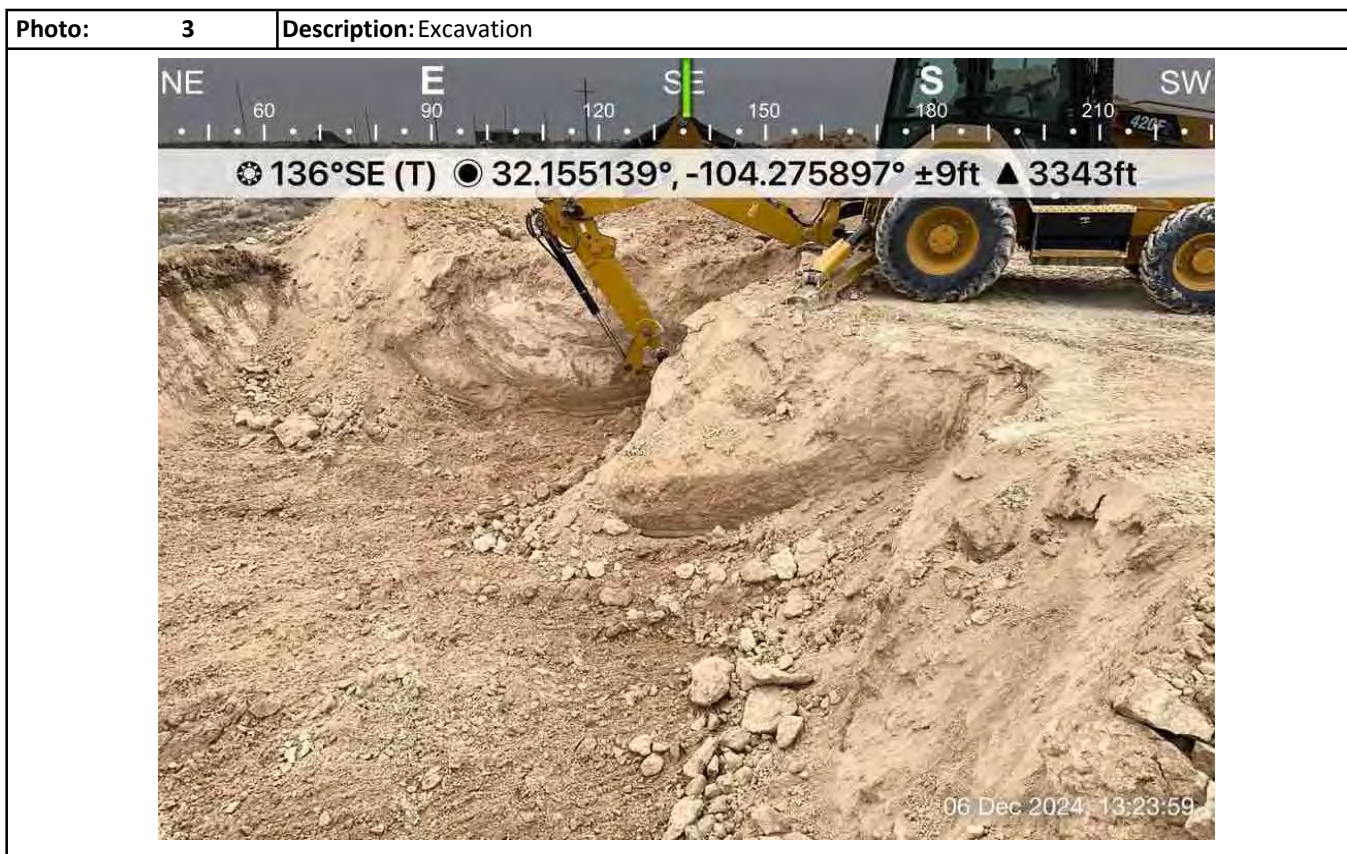 Photo: 3 Description: Excavation
NE E SE S SW
60 90 120 150 180 210
136°SE (T) 32.155139°, -104.275897° ±9ft ▲ 3343ft
420F
06 Dec 2024, 13:23:59